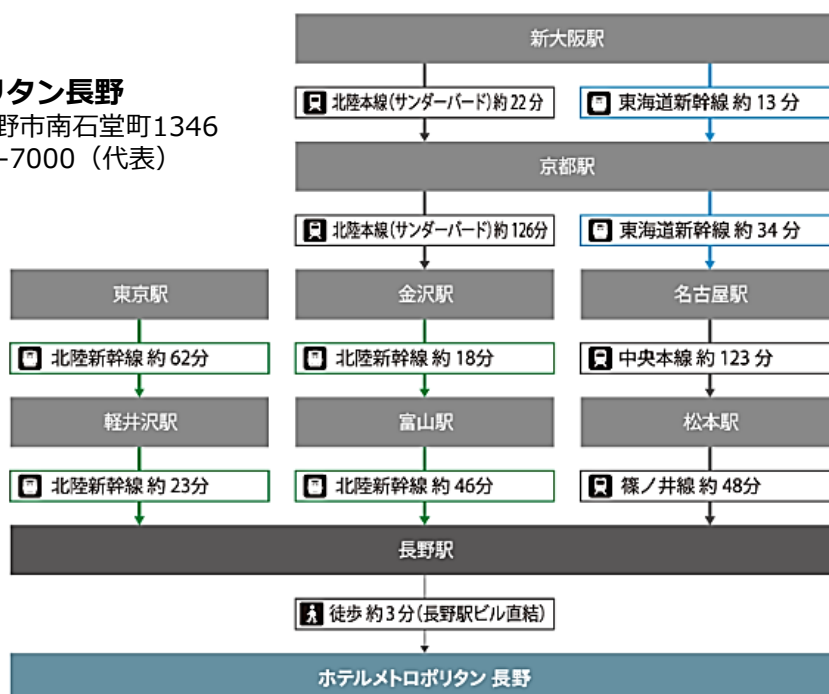 新大阪駅
リタン長野
野市南石堂町1346
-7000（代表）
北陸本線(サンダーバード)約22分
東海道新幹線 約 13 分
京都駅
北陸本線(サンダーバード)約126分
東海道新幹線 約 34 分
東京駅
金沢駅
名古屋駅
北陸新幹線 約 62分
北陸新幹線 約 18分
中央本線 約 123 分
軽井沢駅
富山駅
松本駅
北陸新幹線 約 23分
北陸新幹線 約 46分
篠ノ井線 約 48分
長野駅
徒歩 約3分(長野駅ビル直結)
ホテルメトロポリタン 長野